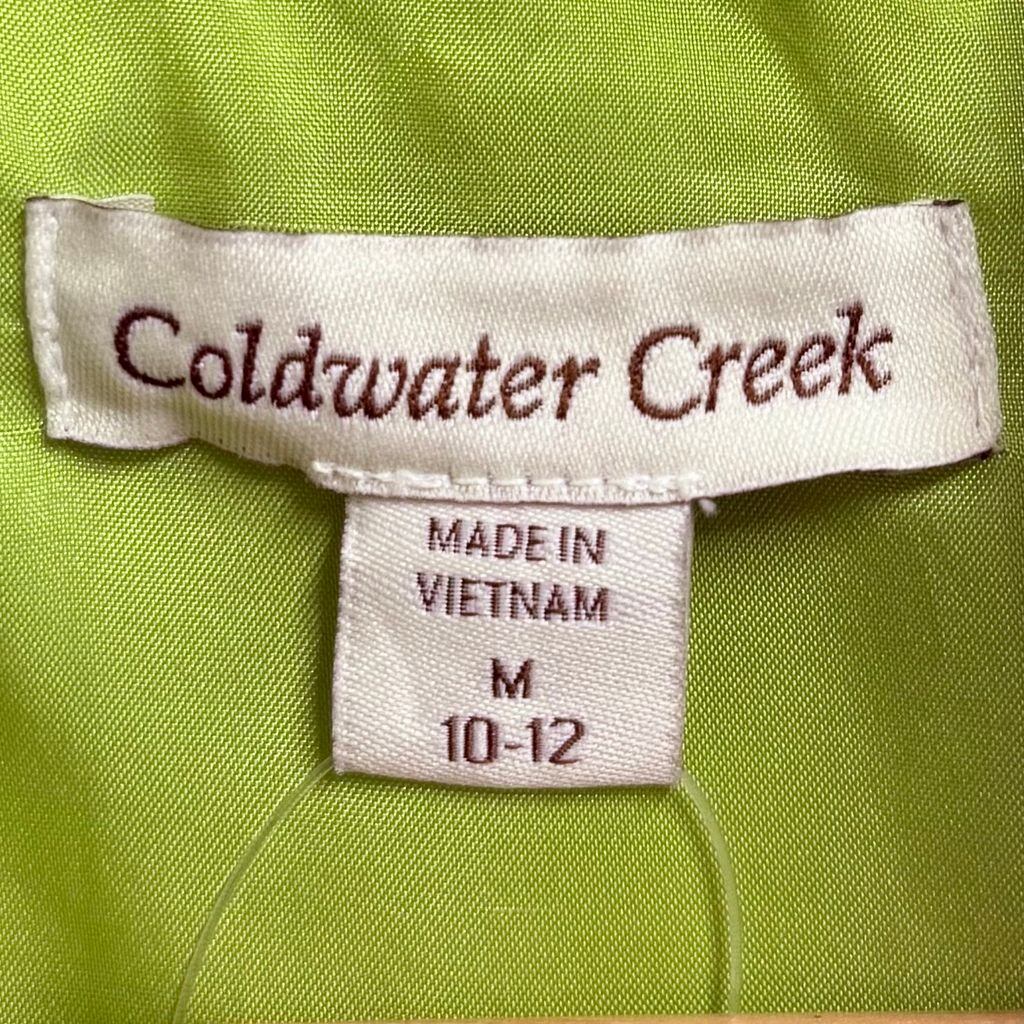 Coldwater Creek
MADE IN
VIETNAM
M
10-12